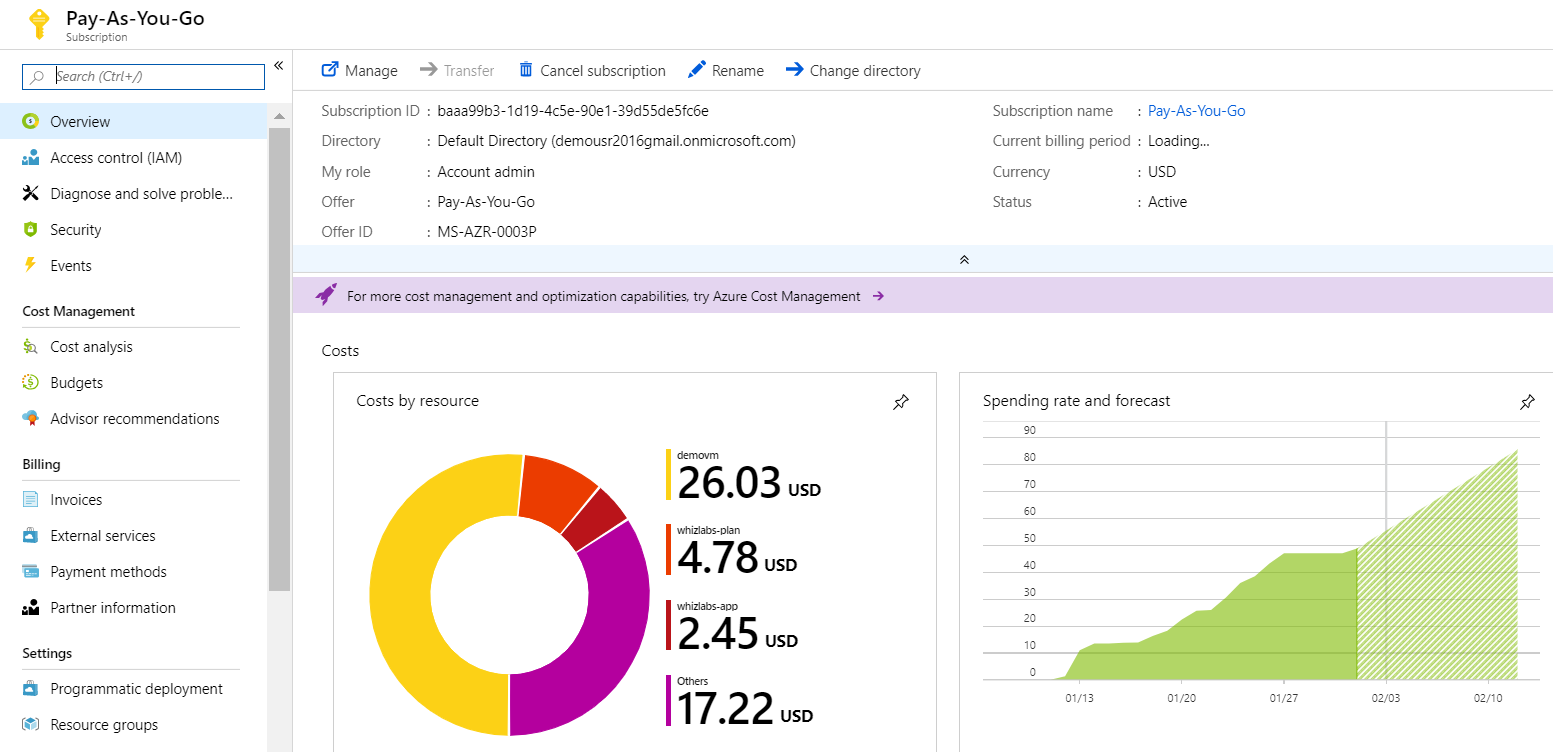 Pay-As-You-Go
Subscription
Search (Ctrl+/)
«
Overview
Access control (IAM)
Diagnose and solve proble...
Security
Events
Cost Management
Cost analysis
Budgets
Advisor recommendations
Billing
Invoices
External services
Payment methods
Partner information
Settings
Programmatic deployment
Resource groups
Manage
Transfer
Cancel subscription
Rename
Change directory
Subscription ID : baaa99b3-1d19-4c5e-90e1-39d55de5fc6e
Directory : Default Directory (demousr2016gmail.onmicrosoft.com)
My role : Account admin
Offer : Pay-As-You-Go
Offer ID : MS-AZR-0003P
Subscription name : Pay-As-You-Go
Current billing period : Loading...
Currency : USD
Status : Active
For more cost management and optimization capabilities, try Azure Cost Management
Costs
Costs by resource
demovm
26.03 USD
whizlabs-plan
4.78 USD
whizlabs-app
2.45 USD
Others
17.22 USD
Spending rate and forecast
90
80
70
60
50
40
30
20
10
0
01/13
01/20
01/27
02/03
02/10